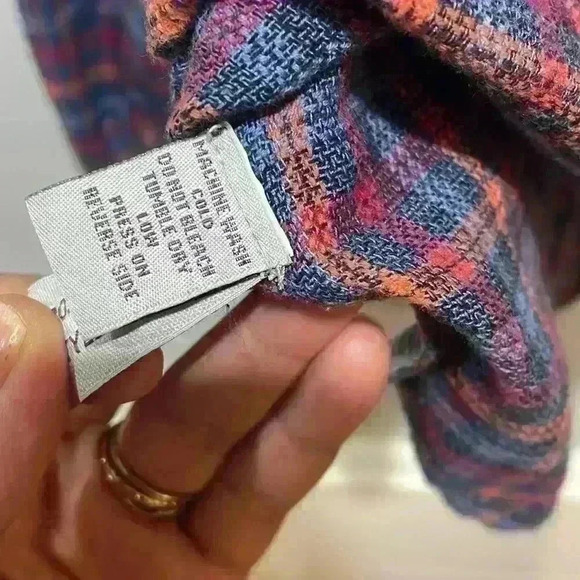 MACHINE WASH
COLD
DO NOT BLEACH
TUMBLE DRY
LOW
PRESS ON
REVERSE SIDE